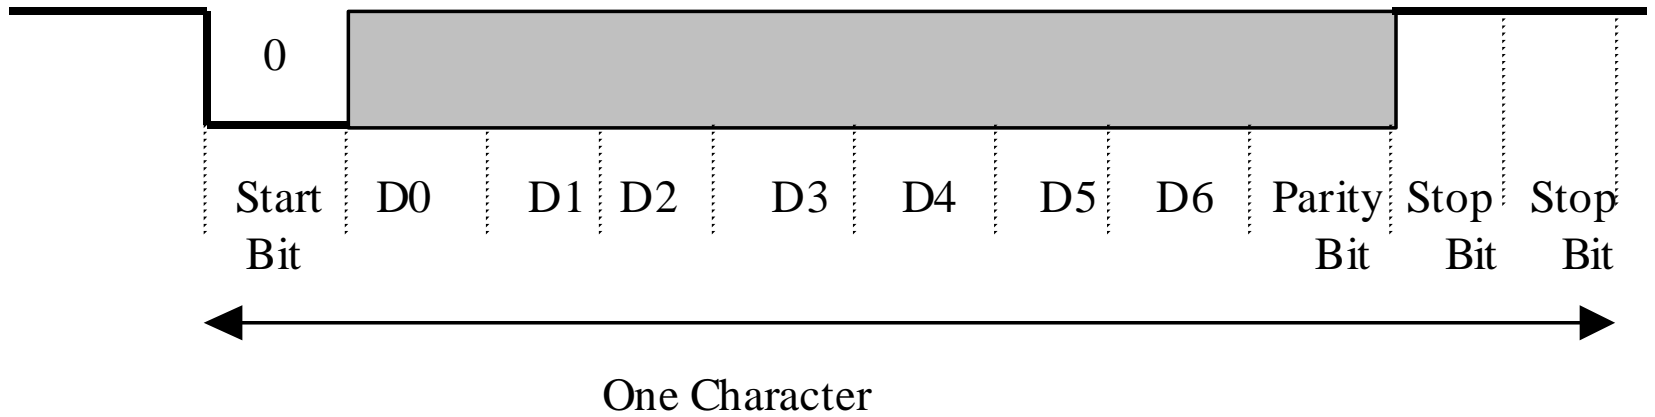 0
Start D0 D1 D2 D3 D4 D5 D6 Parity Stop Stop
Bit Bit Bit Bit
One Character